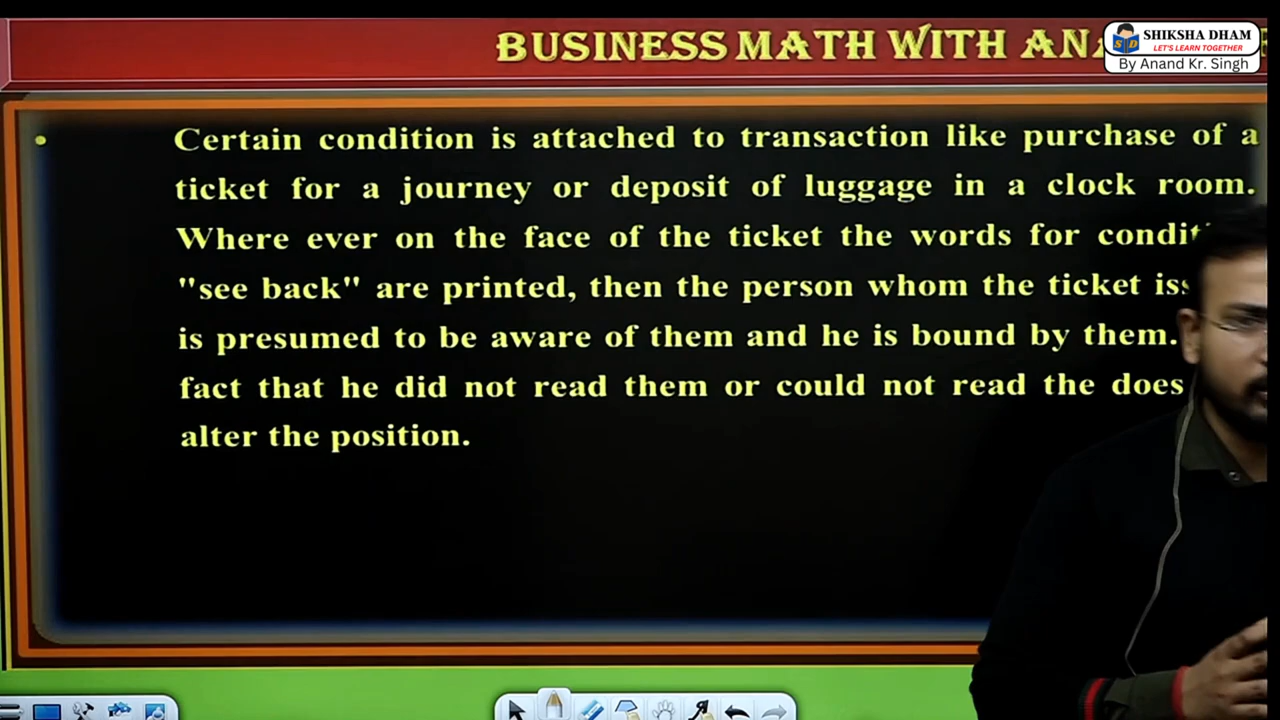 BUSINESS MATH WITH
SHIKSHA DHAM
LET'S LEARN TOGETHER
By Anand Kr. Singh
S D
• Certain condition is attached to transaction like purchase of a
ticket for a journey or deposit of luggage in a clock room.
Where ever on the face of the ticket the words for
"see back" are printed, then the person whom the ticket
is presumed to be aware of them and he is bound by them.
fact that he did not read them or could not read the does
alter the position.